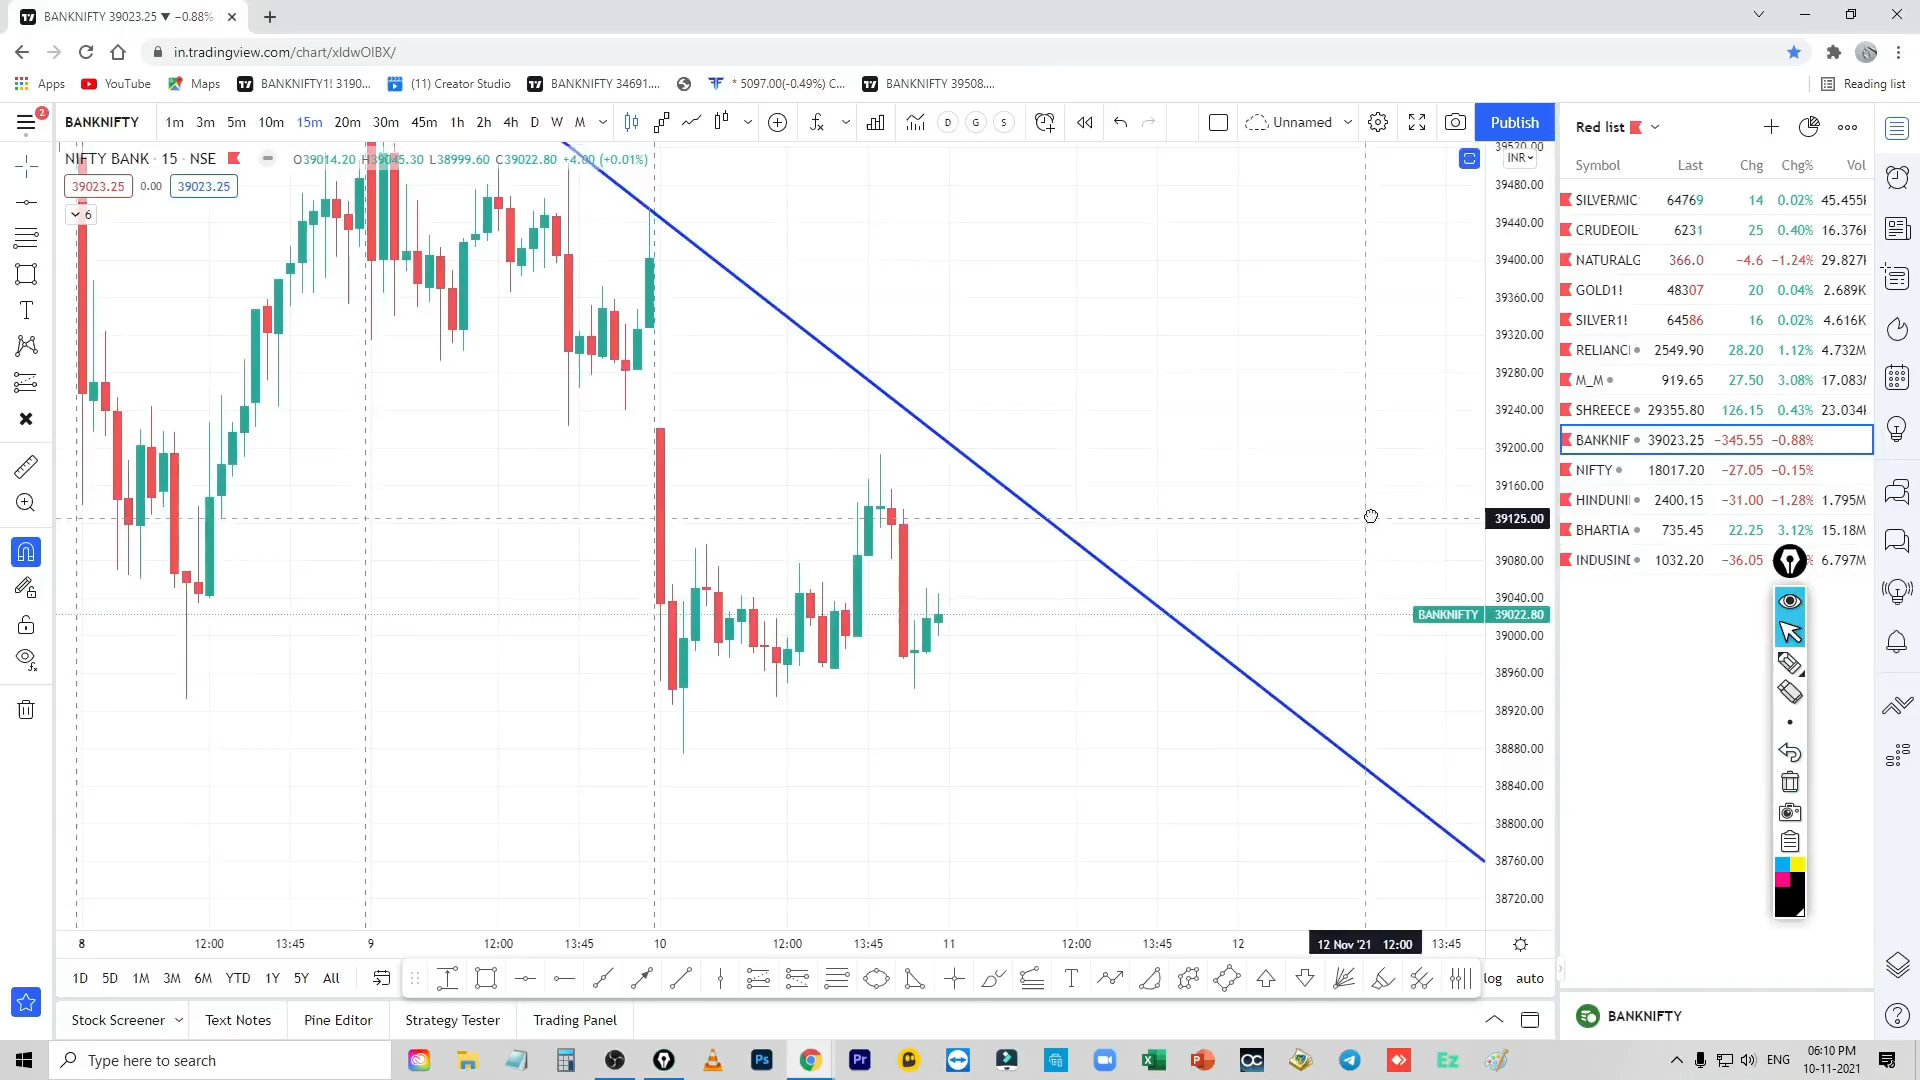 BANKNIFTY 39023.25 ▼ −0.88%
in.tradingview.com/chart/xldwOIBX/
Apps YouTube Maps BANKNIFTY1! 3190... (11) Creator Studio BANKNIFTY 34691.... * 5097.00(-0.49%) C... BANKNIFTY 39508.... Reading list
2
BANKNIFTY 1m 3m 5m 10m 15m 20m 30m 45m 1h 2h 4h D W M D G S Unnamed Publish
NIFTY BANK · 15 · NSE O39014.20 H39045.30 L38999.60 C39022.80 +4.00 (+0.01%)
39023.25 0.00 39023.25
6
INR
39520.00
39480.00
39440.00
39400.00
39360.00
39320.00
39280.00
39240.00
39200.00
39160.00
39125.00
39080.00
39040.00
BANKNIFTY 39022.80
39000.00
38960.00
38920.00
38880.00
38840.00
38800.00
38760.00
38720.00
8 12:00 13:45 9 12:00 13:45 10 12:00 13:45 11 12:00 13:45 12 12 Nov '21 12:00 13:45
1D 5D 1M 3M 6M YTD 1Y 5Y All log auto
Stock Screener Text Notes Pine Editor Strategy Tester Trading Panel
Red list
Symbol Last Chg Chg% Vol
SILVERMIC 64769 14 0.02% 45.455
CRUDEOIL 6231 25 0.40% 16.376
NATURALG 366.0 −4.6 −1.24% 29.827
GOLD1! 48307 20 0.04% 2.689K
SILVER1! 64586 16 0.02% 4.616K
RELIANC 2549.90 28.20 1.12% 4.732M
M_M 919.65 27.50 3.08% 17.083
SHREECE 29355.80 126.15 0.43% 23.034
BANKNIF 39023.25 −345.55 −0.88%
NIFTY 18017.20 −27.05 −0.15%
HINDUNI 2400.15 −31.00 −1.28% 1.795M
BHARTIA 735.45 22.25 3.12% 15.18M
INDUSIN 1032.20 −36.05 6.797M
BANKNIFTY
Type here to search
ENG
06:10 PM
10-11-2021